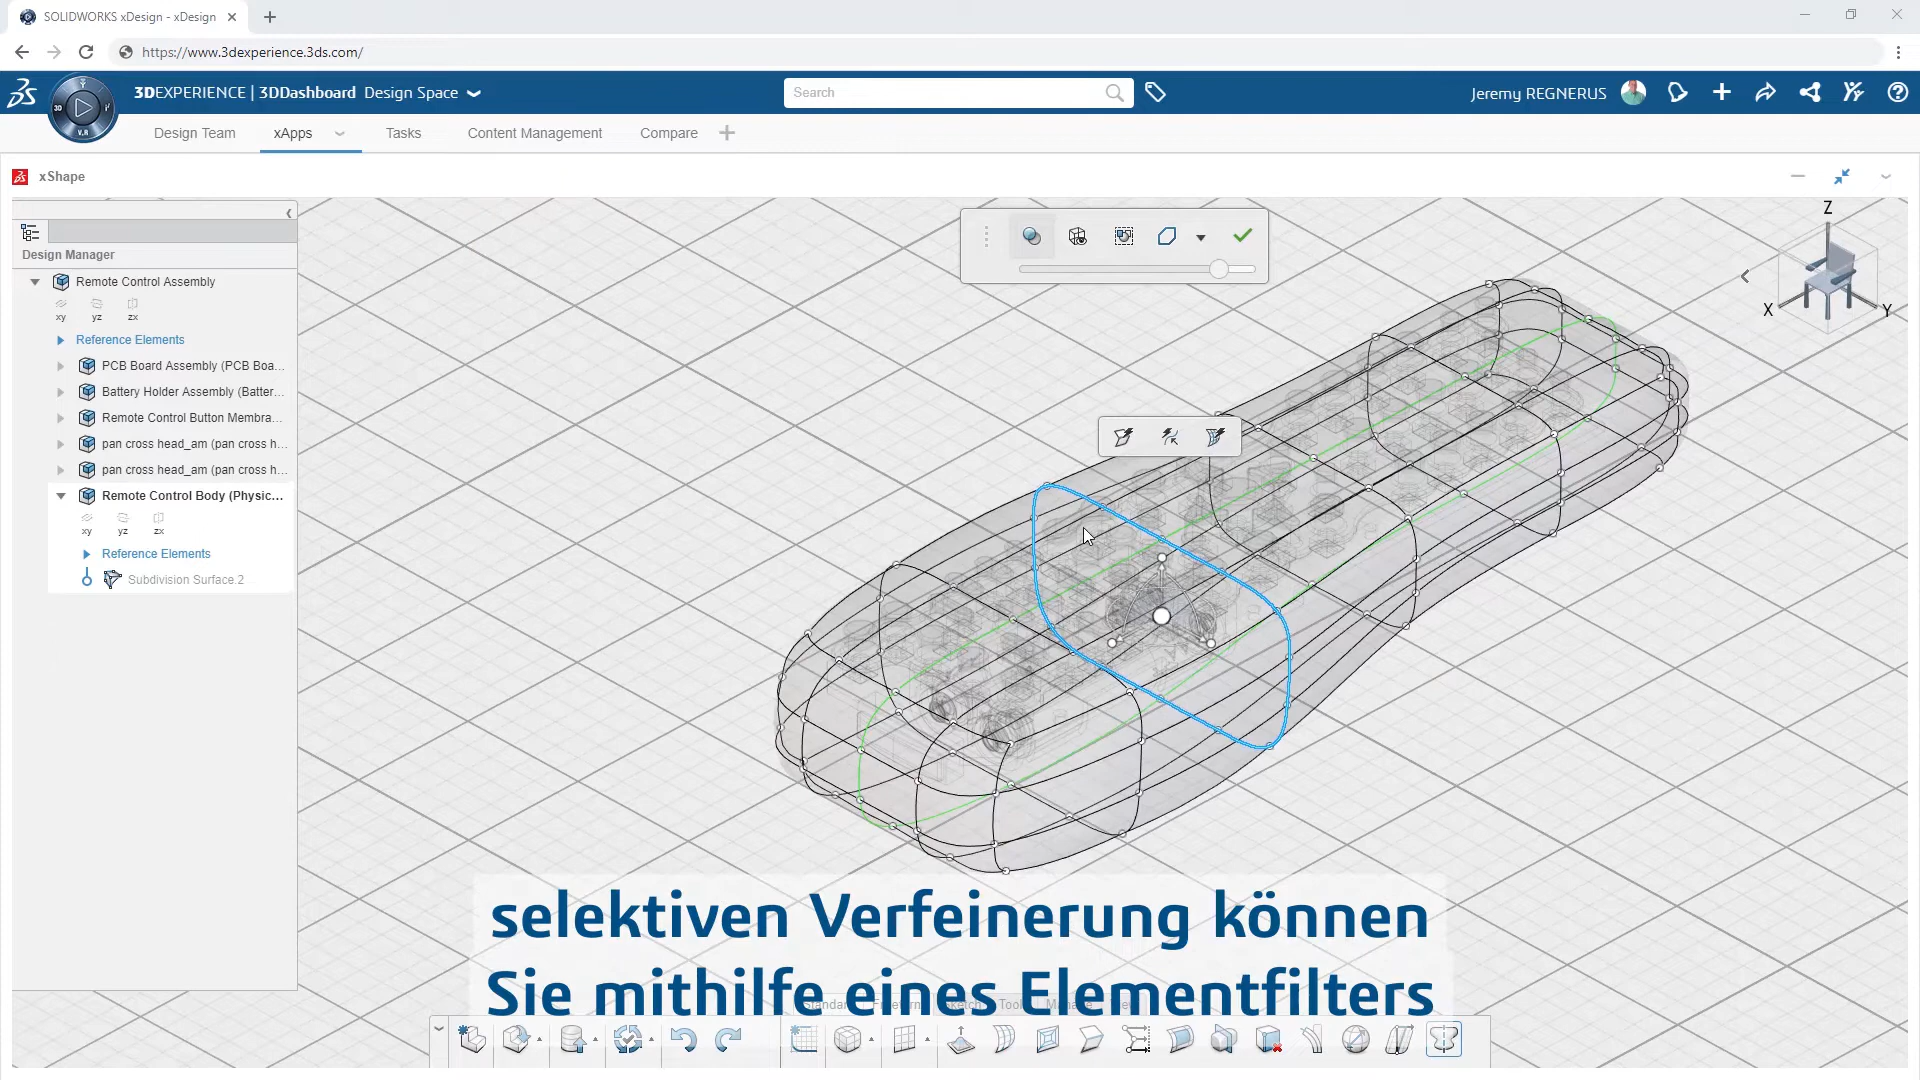 SOLIDWORKS xDesign - xDesign
https://www.3dexperience.3ds.com/
3DEXPERIENCE | 3DDashboard Design Space
Search
Jeremy REGNERUS
3D
V.R
Design Team
xApps
Tasks
Content Management
Compare
xShape
Design Manager
Remote Control Assembly
xy yz zx
Reference Elements
PCB Board Assembly (PCB Boa...
Battery Holder Assembly (Batter...
Remote Control Button Membra...
pan cross head_am (pan cross h...
pan cross head_am (pan cross h...
Remote Control Body (Physic...
xy yz zx
Reference Elements
Subdivision Surface.2
Z
X
Y
selektiven Verfeinerung können
Sie mithilfe eines Elementfilters